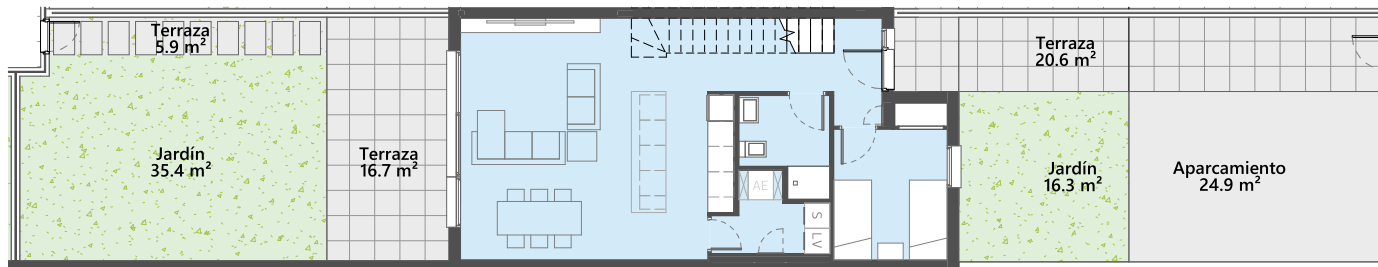 Terraza
5.9 m²
Terraza
20.6 m²
Jardín
35.4 m²
Terraza
16.7 m²
Jardín
16.3 m²
Aparcamiento
24.9 m²
AE
S
LV